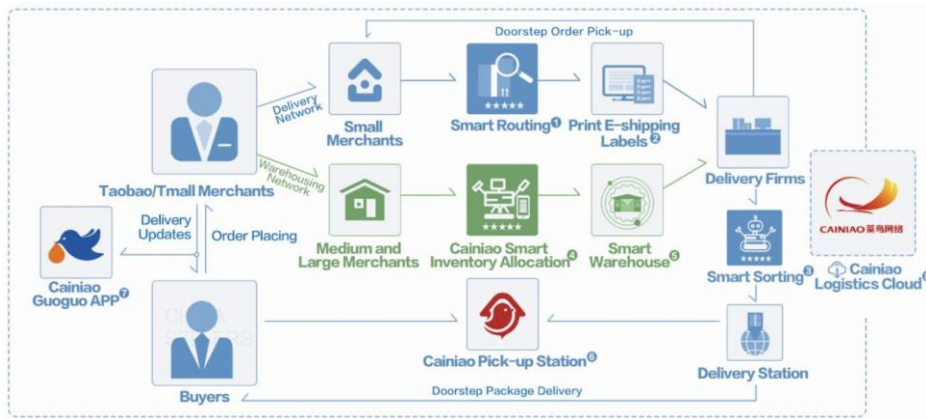 Doorstep Order Pick-up
Delivery
Network
Small
Merchants
Smart Routing①
Print E-shipping
Labels②
Taobao/Tmall Merchants
Warehousing
Network
Delivery Firms
CAINIAO 菜鸟网络
Delivery
Updates
Order Placing
Medium and
Large Merchants
Cainiao Smart
Inventory Allocation④
Smart
Warehouse⑤
Smart Sorting③
Cainiao
Logistics Cloud
Cainiao
Guoguo APP⑦
Cainiao Pick-up Station⑥
Delivery Station
Buyers
Doorstep Package Delivery